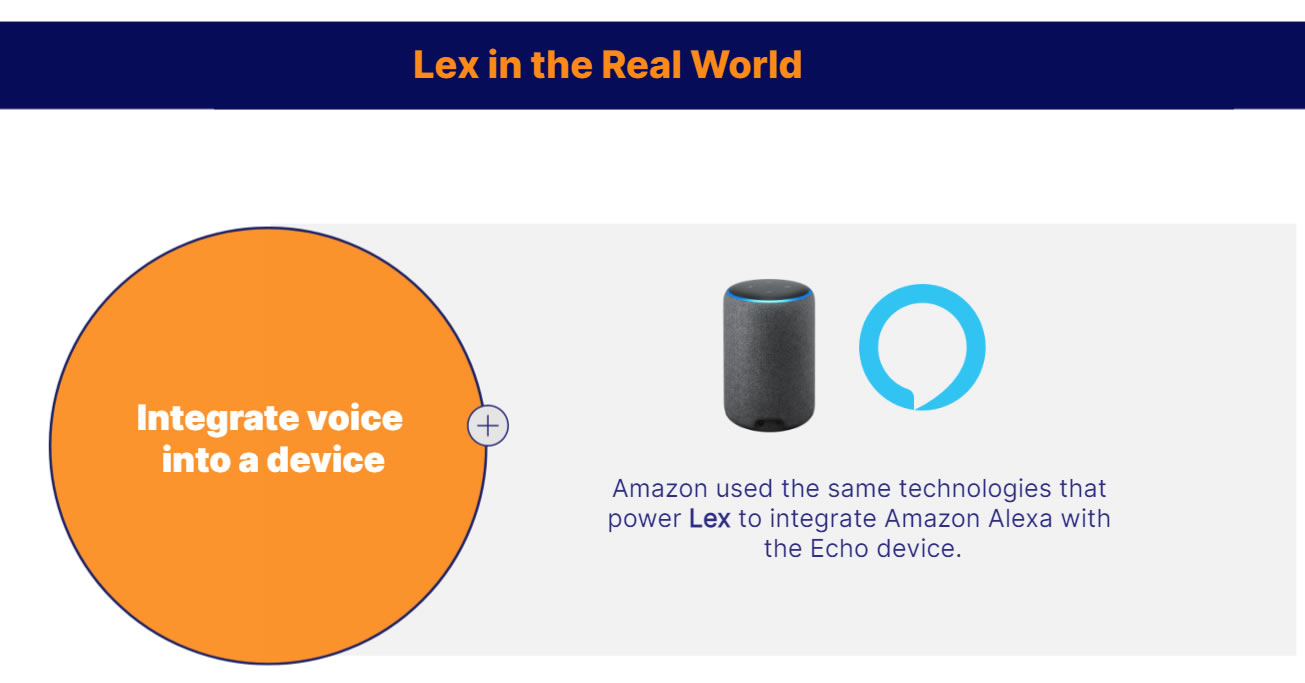 Lex in the Real World
Integrate voice
into a device
Amazon used the same technologies that
power Lex to integrate Amazon Alexa with
the Echo device.